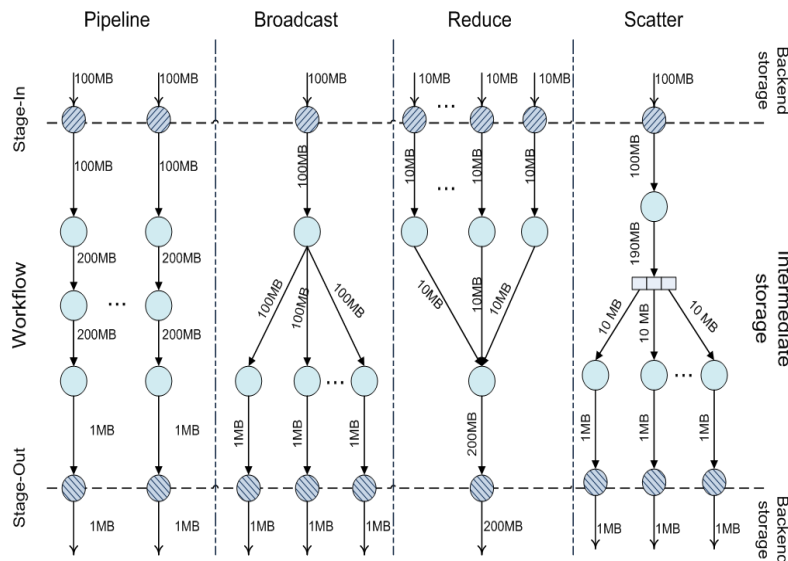 Pipeline
Broadcast
Reduce
Scatter
Stage-In
Backend
storage
100MB
100MB
100MB
10MB
10MB
10MB
100MB
...
100MB
100MB
100MB
10MB
10MB
10MB
100MB
...
200MB
200MB
190MB
Workflow
Intermediate
storage
...
100MB
100MB
100MB
10MB
10MB
10MB
10 MB
10 MB
10 MB
200MB
200MB
...
...
1MB
1MB
1MB
1MB
1MB
200MB
1MB
1MB
1MB
Stage-Out
Backend
storage
1MB
1MB
1MB
1MB
1MB
200MB
1MB
1MB
1MB